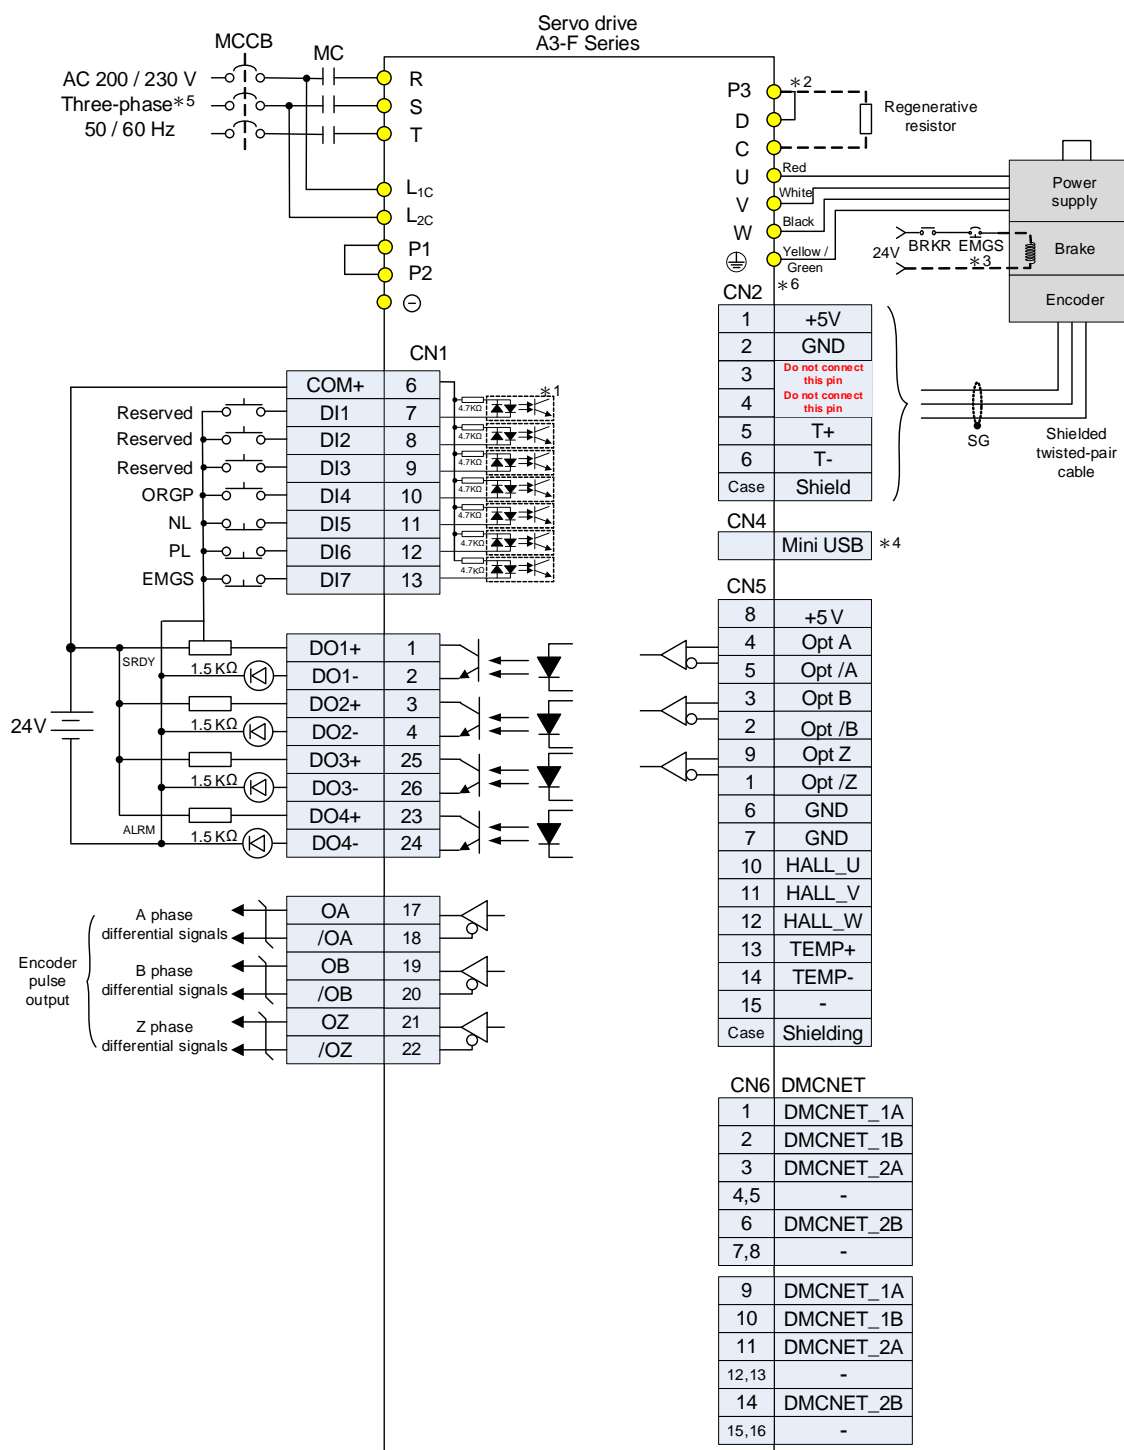 Servo drive
A3-F Series
MCCB
MC
AC 200 / 230 V
Three-phase*5
50 / 60 Hz
R
S
T
L1C
L2C
P1
P2
P3
D
C
U
V
W
*2
Regenerative
resistor
Red
White
Black
Yellow /
Green
*6
Power
supply
24V
BRKR
EMGS
*3
Brake
Encoder
CN1
COM+ 6
Reserved DI1 7
Reserved DI2 8
Reserved DI3 9
ORGP DI4 10
NL DI5 11
PL DI6 12
EMGS DI7 13
*1
4.7KΩ
4.7KΩ
4.7KΩ
4.7KΩ
4.7KΩ
4.7KΩ
4.7KΩ
24V
SRDY
DO1+ 1
1.5 KΩ DO1- 2
DO2+ 3
1.5 KΩ DO2- 4
DO3+ 25
1.5 KΩ DO3- 26
DO4+ 23
ALRM
1.5 KΩ DO4- 24
Encoder
pulse
output
A phase
differential signals
B phase
differential signals
Z phase
differential signals
OA 17
/OA 18
OB 19
/OB 20
OZ 21
/OZ 22
CN2
1 +5V
2 GND
3 Do not connect
this pin
4 Do not connect
this pin
5 T+
6 T-
Case Shield
SG
Shielded
twisted-pair
cable
CN4
Mini USB *4
CN5
8 +5V
4 Opt A
5 Opt /A
3 Opt B
2 Opt /B
9 Opt Z
1 Opt /Z
6 GND
7 GND
10 HALL_U
11 HALL_V
12 HALL_W
13 TEMP+
14 TEMP-
15 -
Case Shielding
CN6 DMCNET
1 DMCNET_1A
2 DMCNET_1B
3 DMCNET_2A
4,5 -
6 DMCNET_2B
7,8 -
9 DMCNET_1A
10 DMCNET_1B
11 DMCNET_2A
12,13 -
14 DMCNET_2B
15,16 -